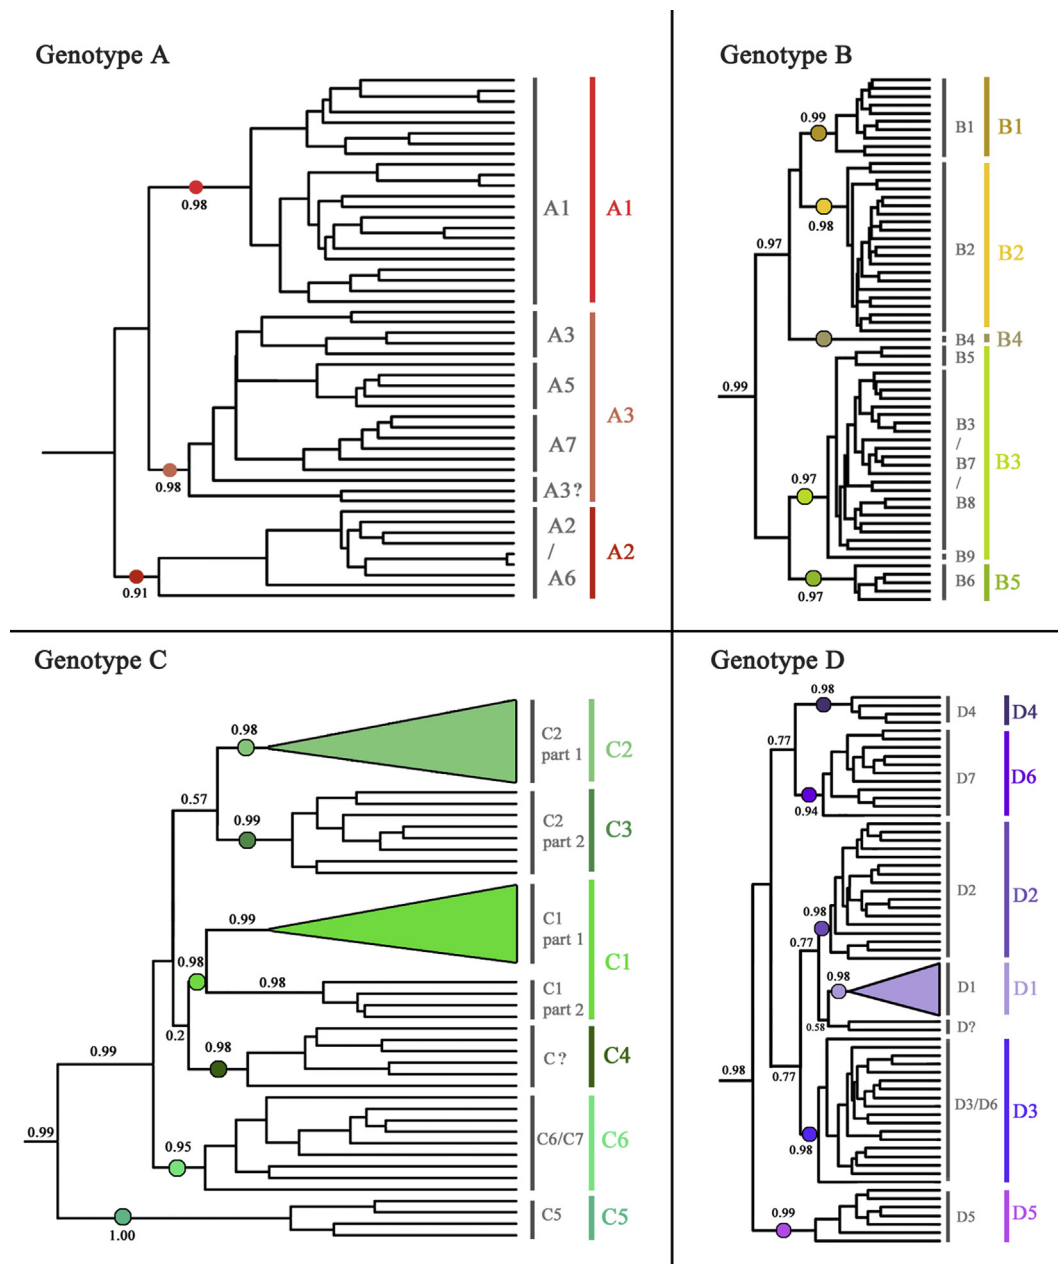 Genotype A
0.98
A1
A1
A3
A5
A3
A7
0.98
A3?
A2
/
A6
A2
0.91
Genotype B
0.99
B1
B1
0.98
B2
B2
0.97
B4
B4
B5
0.99
B3
/
B7
/
B8
B3
0.97
B9
B6
B5
0.97
Genotype C
0.98
C2
part 1
C2
0.57
0.99
C2
part 2
C3
0.99
C1
part 1
C1
0.98
0.98
C1
part 2
0.2
0.98
C?
C4
0.99
0.99
0.95
C6/C7
C6
C5
C5
1.00
Genotype D
0.98
D4
D4
0.77
D7
D6
0.94
D2
D2
0.98
0.77
0.98
D1
D1
0.58
D?
0.98
0.77
D3/D6
D3
0.98
0.99
D5
D5